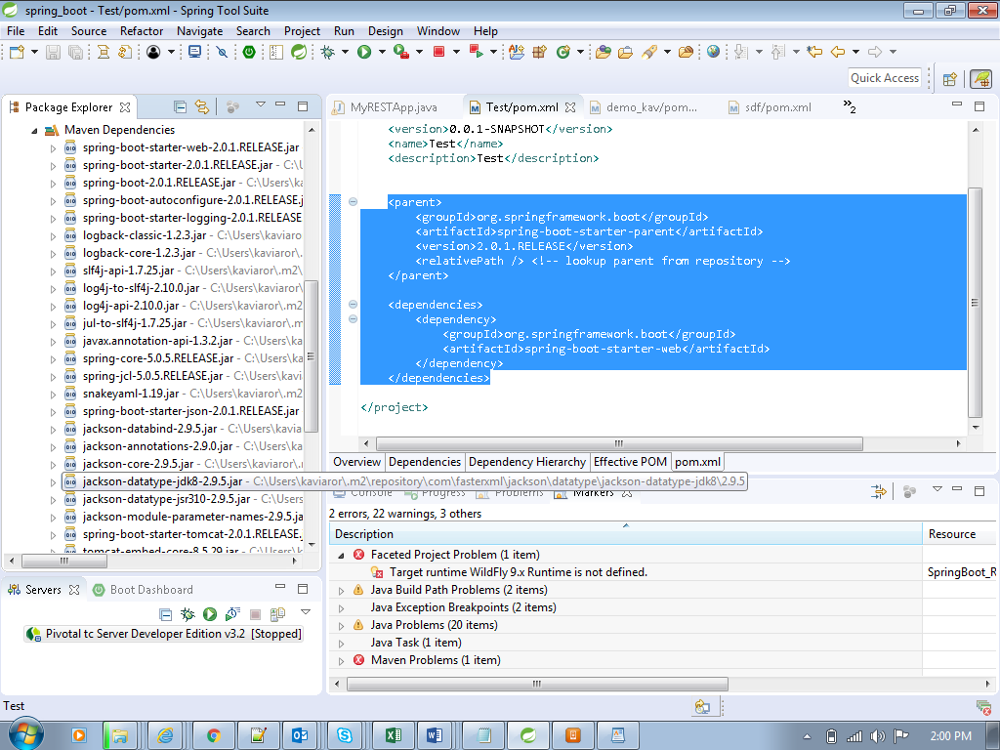 spring_boot - Test/pom.xml - Spring Tool Suite
File Edit Source Refactor Navigate Search Project Run Design Window Help
Quick Access
Package Explorer
Maven Dependencies
spring-boot-starter-web-2.0.1.RELEASE.jar
spring-boot-starter-2.0.1.RELEASE.jar - C:\U
spring-boot-2.0.1.RELEASE.jar - C:\Users\ka
spring-boot-autoconfigure-2.0.1.RELEASE.j
spring-boot-starter-logging-2.0.1.RELEASE
logback-classic-1.2.3.jar - C:\Users\kaviaror\
logback-core-1.2.3.jar - C:\Users\kaviaror\.m
slf4j-api-1.7.25.jar - C:\Users\kaviaror\.m2\
log4j-to-slf4j-2.10.0.jar - C:\Users\kaviaror\
log4j-api-2.10.0.jar - C:\Users\kaviaror\.m2
jul-to-slf4j-1.7.25.jar - C:\Users\kaviaror\.m
javax.annotation-api-1.3.2.jar - C:\Users\ka
spring-core-5.0.5.RELEASE.jar - C:\Users\kav
spring-jcl-5.0.5.RELEASE.jar - C:\Users\kavi
snakeyaml-1.19.jar - C:\Users\kaviaror\.m2
spring-boot-starter-json-2.0.1.RELEASE.jar
jackson-databind-2.9.5.jar - C:\Users\kavia
jackson-annotations-2.9.0.jar - C:\Users\kav
jackson-core-2.9.5.jar - C:\Users\kaviaror\.m
jackson-datatype-jdk8-2.9.5.jar - C:\Users\kaviaror\.m2\repository\com\fasterxml\jackson\datatype\jackson-datatype-jdk8\2.9.5
jackson-datatype-jsr310-2.9.5.jar - C:\Users
jackson-module-parameter-names-2.9.5.ja
spring-boot-starter-tomcat-2.0.1.RELEASE.
tomcat-embed-core-8.5.29.jar - C:\Users
MyRESTApp.java Test/pom.xml demo_kav/pom... sdf/pom.xml »2
<version>0.0.1-SNAPSHOT</version>
<name>Test</name>
<description>Test</description>
<parent>
<groupId>org.springframework.boot</groupId>
<artifactId>spring-boot-starter-parent</artifactId>
<version>2.0.1.RELEASE</version>
<relativePath /> <!-- lookup parent from repository -->
</parent>
<dependencies>
<dependency>
<groupId>org.springframework.boot</groupId>
<artifactId>spring-boot-starter-web</artifactId>
</dependency>
</dependencies>
</project>
Overview Dependencies Dependency Hierarchy Effective POM pom.xml
Console Progress Problems Markers
2 errors, 22 warnings, 3 others
Description Resource
Faceted Project Problem (1 item)
Target runtime WildFly 9.x Runtime is not defined. SpringBoot_R
Java Build Path Problems (2 items)
Java Exception Breakpoints (2 items)
Java Problems (20 items)
Java Task (1 item)
Maven Problems (1 item)
Servers Boot Dashboard
Pivotal tc Server Developer Edition v3.2 [Stopped]
Test
2:00 PM